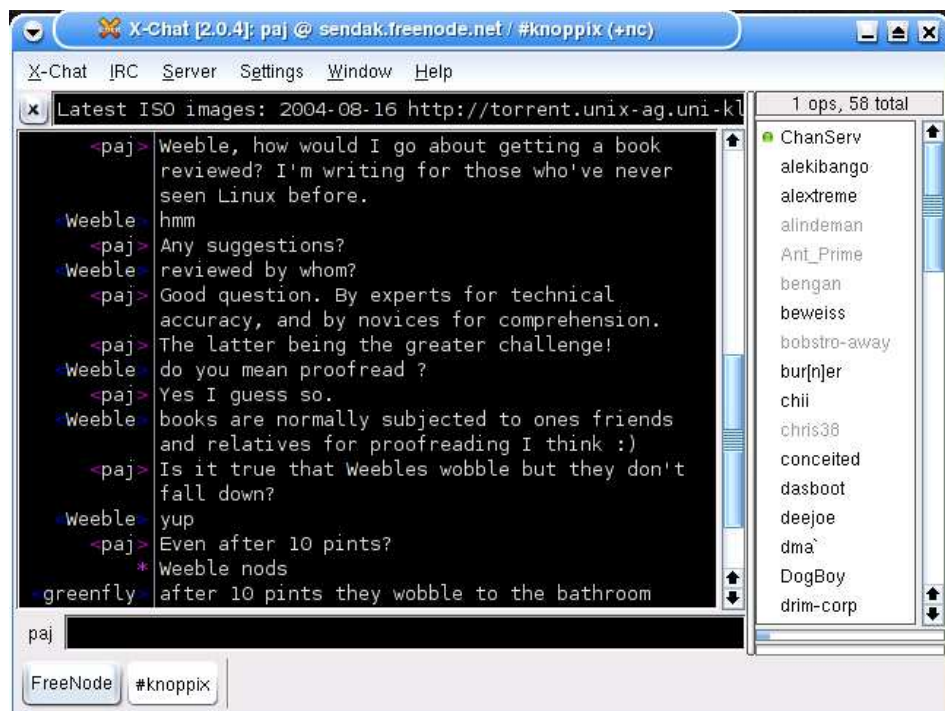 X-Chat [2.0.4]: paj @ sendak.freenode.net / #knoppix (+nc)
X-Chat IRC Server Settings Window Help
x Latest ISO images: 2004-08-16 http://torrent.unix-ag.uni-kl
1 ops, 58 total
<paj> Weeble, how would I go about getting a book
reviewed? I'm writing for those who've never
seen Linux before.
<Weeble> hmm
<paj> Any suggestions?
<Weeble> reviewed by whom?
<paj> Good question. By experts for technical
accuracy, and by novices for comprehension.
<paj> The latter being the greater challenge!
<Weeble> do you mean proofread ?
<paj> Yes I guess so.
<Weeble> books are normally subjected to ones friends
and relatives for proofreading I think :)
<paj> Is it true that Weebles wobble but they don't
fall down?
<Weeble> yup
<paj> Even after 10 pints?
* Weeble nods
<greenfly> after 10 pints they wobble to the bathroom
ChanServ
alekibango
alextreme
alindeman
Ant_Prime
bengan
beweiss
bobstro-away
bur[n]er
chii
chris38
conceited
dasboot
deejoe
dma`
DogBoy
drim-corp
paj
FreeNode #knoppix